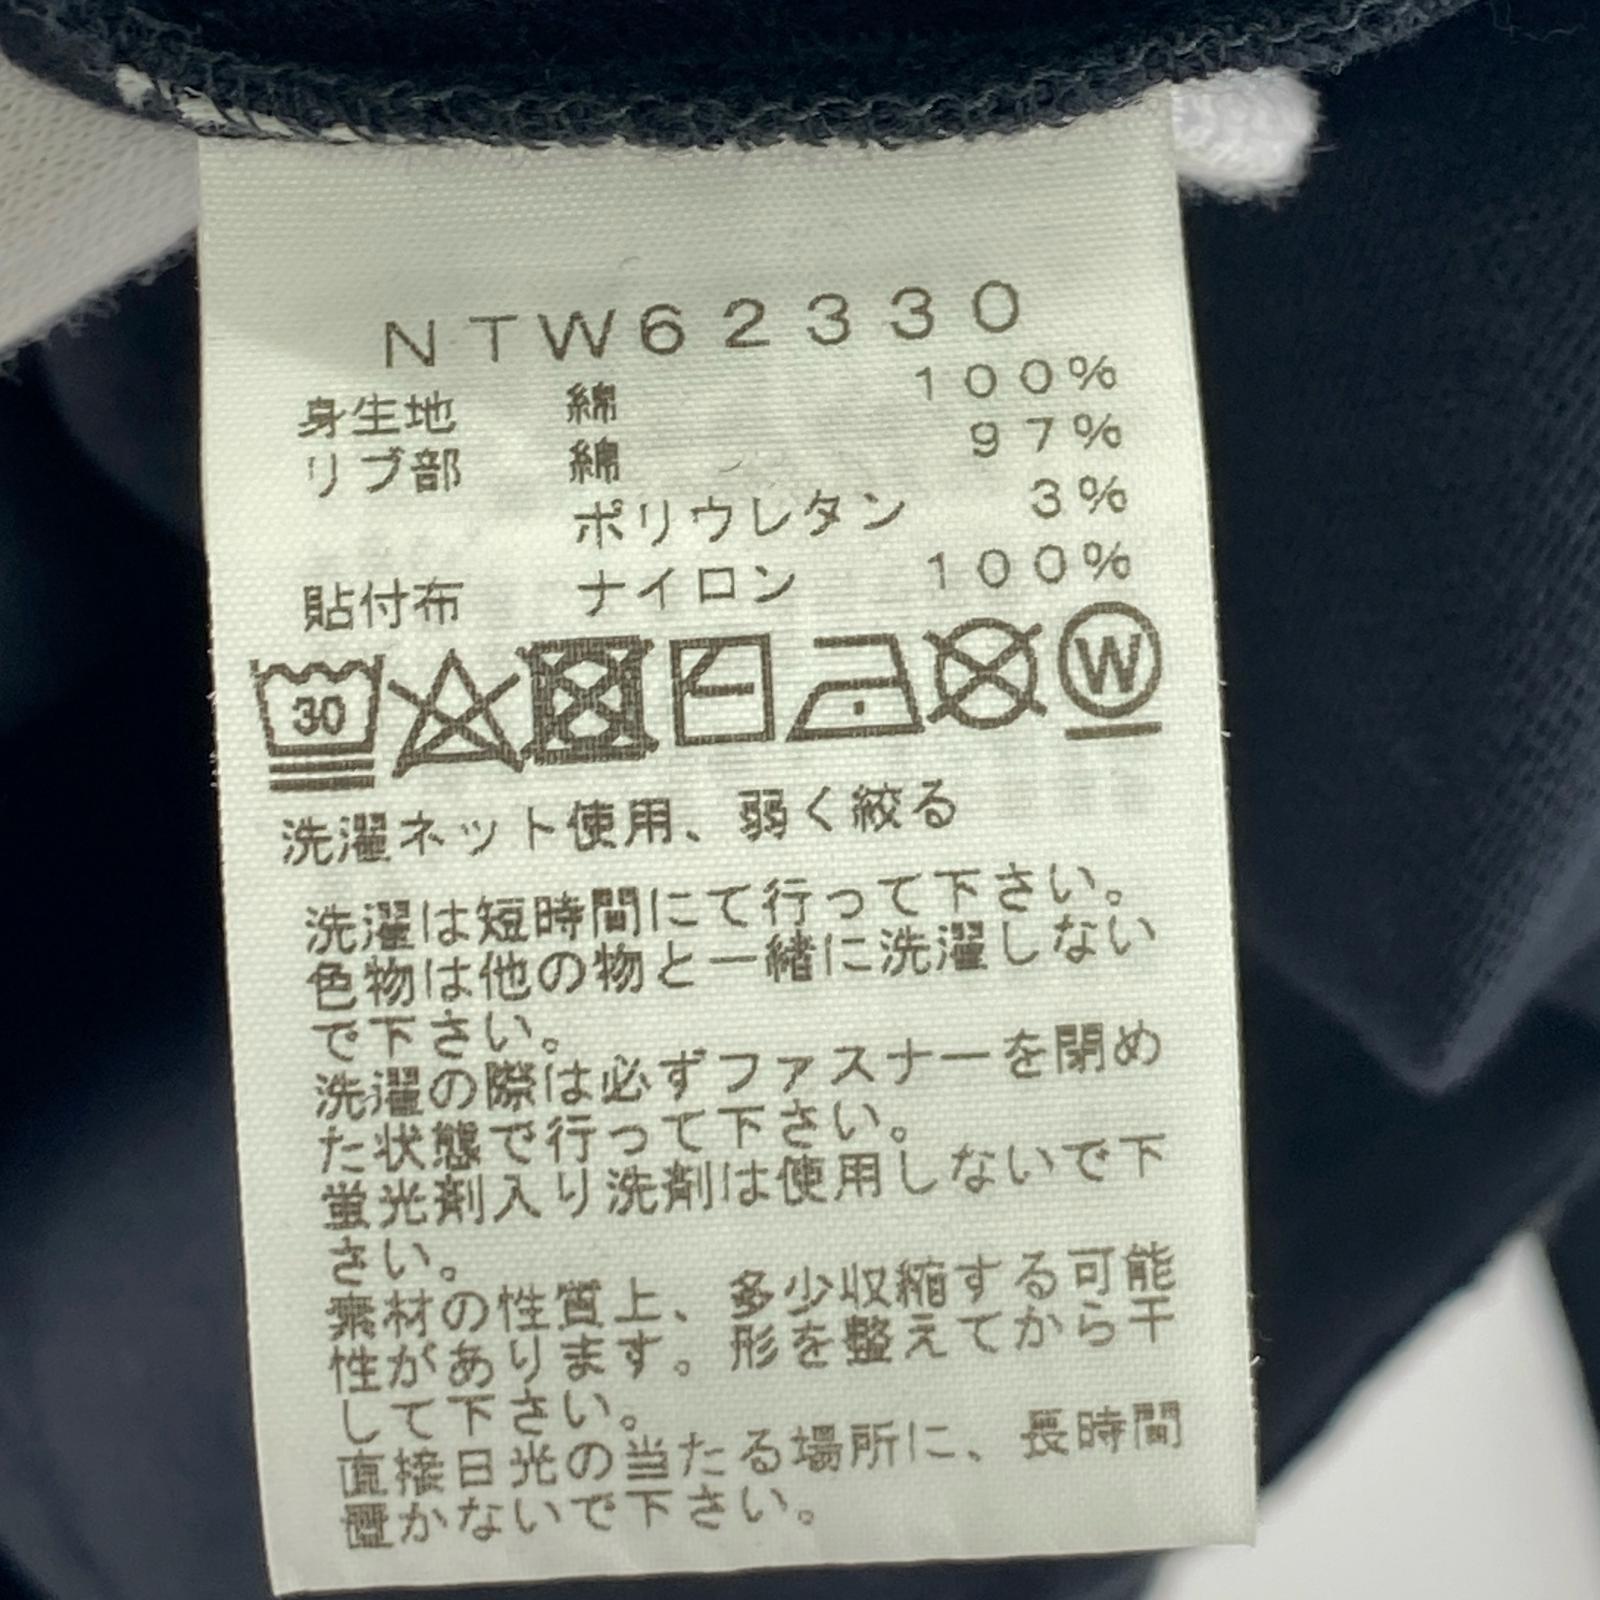 NTW62330
身生地 綿 100%
リブ部 綿 97%
ポリウレタン 3%
貼付布 ナイロン 100%
30 W
洗濯ネット使用、弱く絞る
洗濯は短時間にて行って下さい。
色物は他の物と一緒に洗濯しない
で下さい。
洗濯の際は必ずファスナーを閉め
た状態で行って下さい。
蛍光剤入り洗剤は使用しないで下
さい。
素材の性質上、多少収縮する可能
性があります。形を整えてから干
して下さい。
直接日光の当たる場所に、長時間
置かないで下さい。